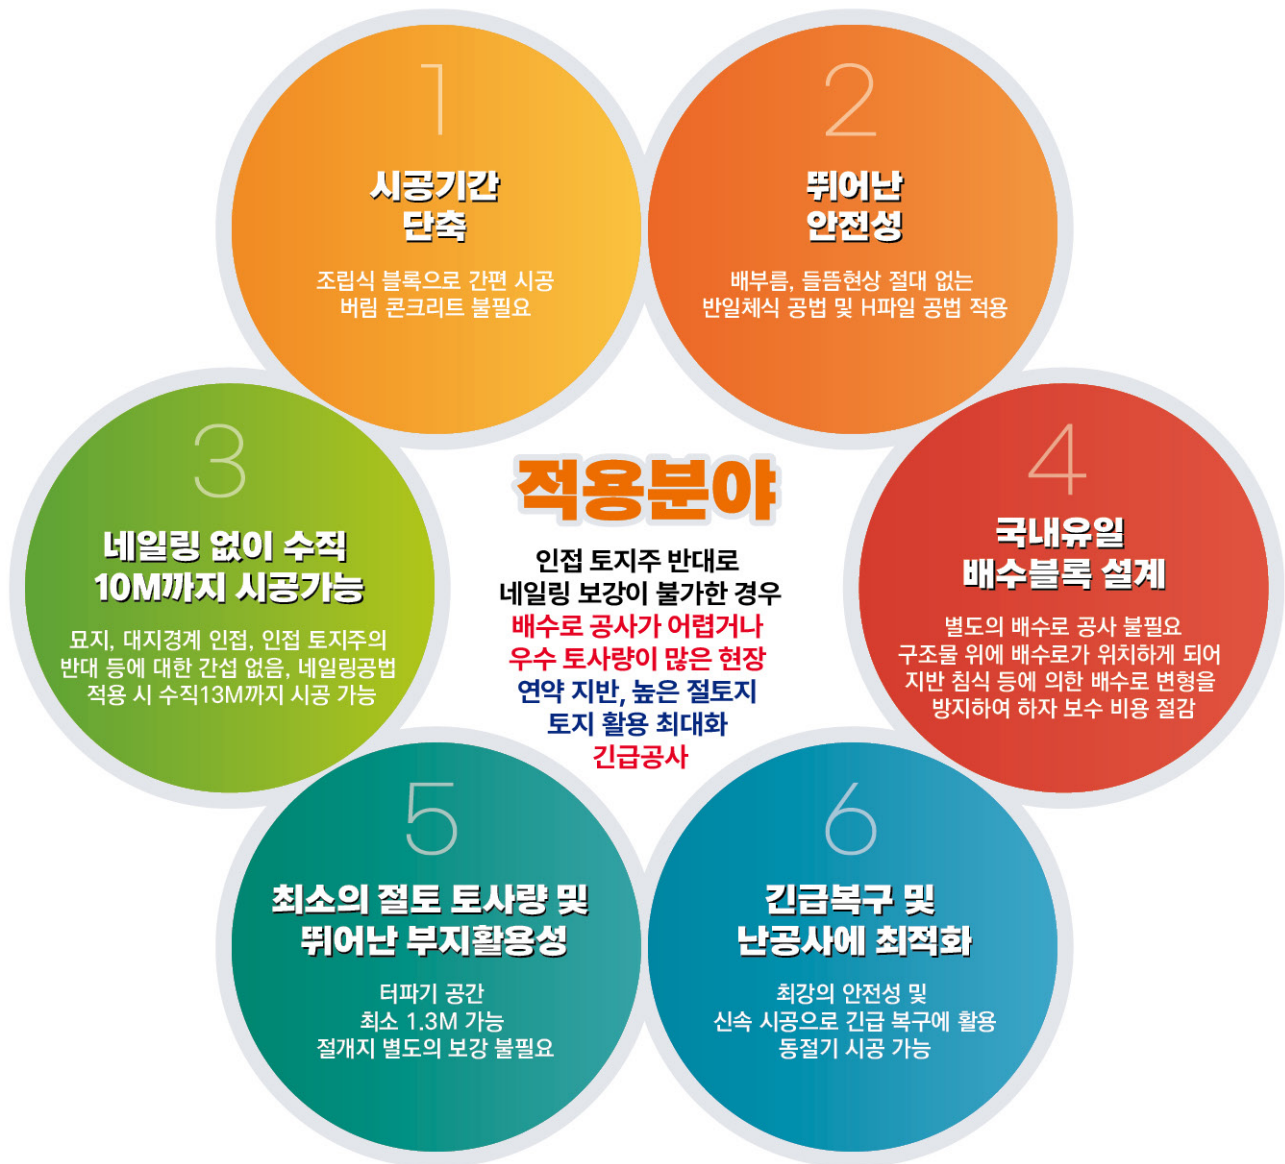 1
시공기간
단축
조립식 블록으로 간편 시공
버림 콘크리트 불필요
2
뛰어난
안전성
배부름, 들뜸현상 절대 없는
반일체식 공법 및 H파일 공법 적용
3
네일링 없이 수직
10M까지 시공가능
묘지, 대지경계 인접, 인접 토지주의
반대 등에 대한 간섭 없음, 네일링공법
적용 시 수직13M까지 시공 가능
적용분야
인접 토지주 반대로
네일링 보강이 불가한 경우
배수로 공사가 어렵거나
우수 토사량이 많은 현장
연약 지반, 높은 절토지
토지 활용 최대화
긴급공사
4
국내유일
배수블록 설계
별도의 배수로 공사 불필요
구조물 위에 배수로가 위치하게 되어
지반 침식 등에 의한 배수로 변형을
방지하여 하자 보수 비용 절감
5
최소의 절토 토사량 및
뛰어난 부지활용성
터파기 공간
최소 1.3M 가능
절개지 별도의 보강 불필요
6
긴급복구 및
난공사에 최적화
최강의 안전성 및
신속 시공으로 긴급 복구에 활용
동절기 시공 가능